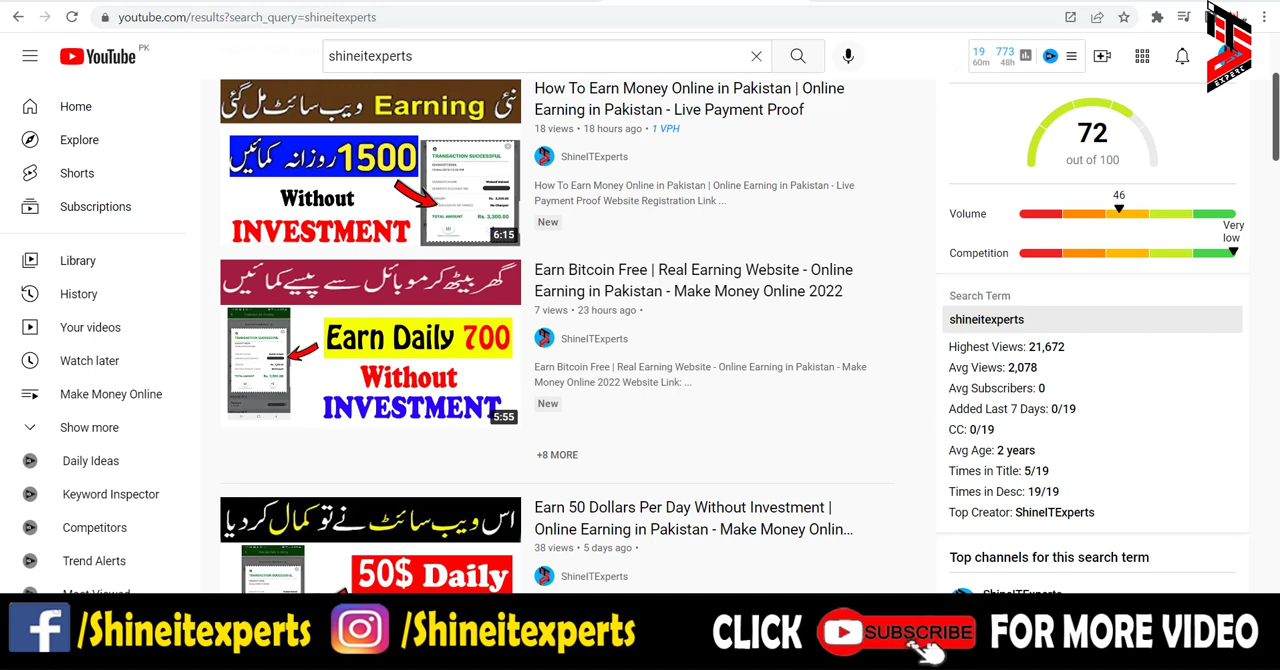 youtube.com/results?search_query=shineitexperts
YouTube PK
shineitexperts
19 773
60m 48h
Home
Explore
Shorts
Subscriptions
Library
History
Your videos
Watch later
Make Money Online
Show more
Daily Ideas
Keyword Inspector
Competitors
Trend Alerts
نئی Earning ویب سائٹ مل گئی
1500 روزانہ کمائیں
Without
INVESTMENT
TRANSACTION SUCCESSFUL
TOTAL AMOUNT Rs. 3,300.00
6:15
How To Earn Money Online in Pakistan | Online
Earning in Pakistan - Live Payment Proof
18 views • 18 hours ago • 1 VPH
ShineITExperts
How To Earn Money Online in Pakistan | Online Earning in Pakistan - Live
Payment Proof Website Registration Link ...
New
گھر بیٹھ کر موبائل سے پیسے کمائیں
Earn Daily 700
Without
INVESTMENT
5:55
Earn Bitcoin Free | Real Earning Website - Online
Earning in Pakistan - Make Money Online 2022
7 views • 23 hours ago •
ShineITExperts
Earn Bitcoin Free | Real Earning Website - Online Earning in Pakistan - Make
Money Online 2022 Website Link: ...
New
+8 MORE
اس ویب سائٹ نے تو کمال کر دیا
50$ Daily
Earn 50 Dollars Per Day Without Investment |
Online Earning in Pakistan - Make Money Onlin...
38 views • 5 days ago •
ShineITExperts
72
out of 100
46
Volume
Very
low
Competition
Search Term
shineitexperts
Highest Views: 21,672
Avg Views: 2,078
Avg Subscribers: 0
Added Last 7 Days: 0/19
CC: 0/19
Avg Age: 2 years
Times in Title: 5/19
Times in Desc: 19/19
Top Creator: ShineITExperts
Top channels for this search term
/Shineitexperts /Shineitexperts CLICK SUBSCRIBE FOR MORE VIDEO